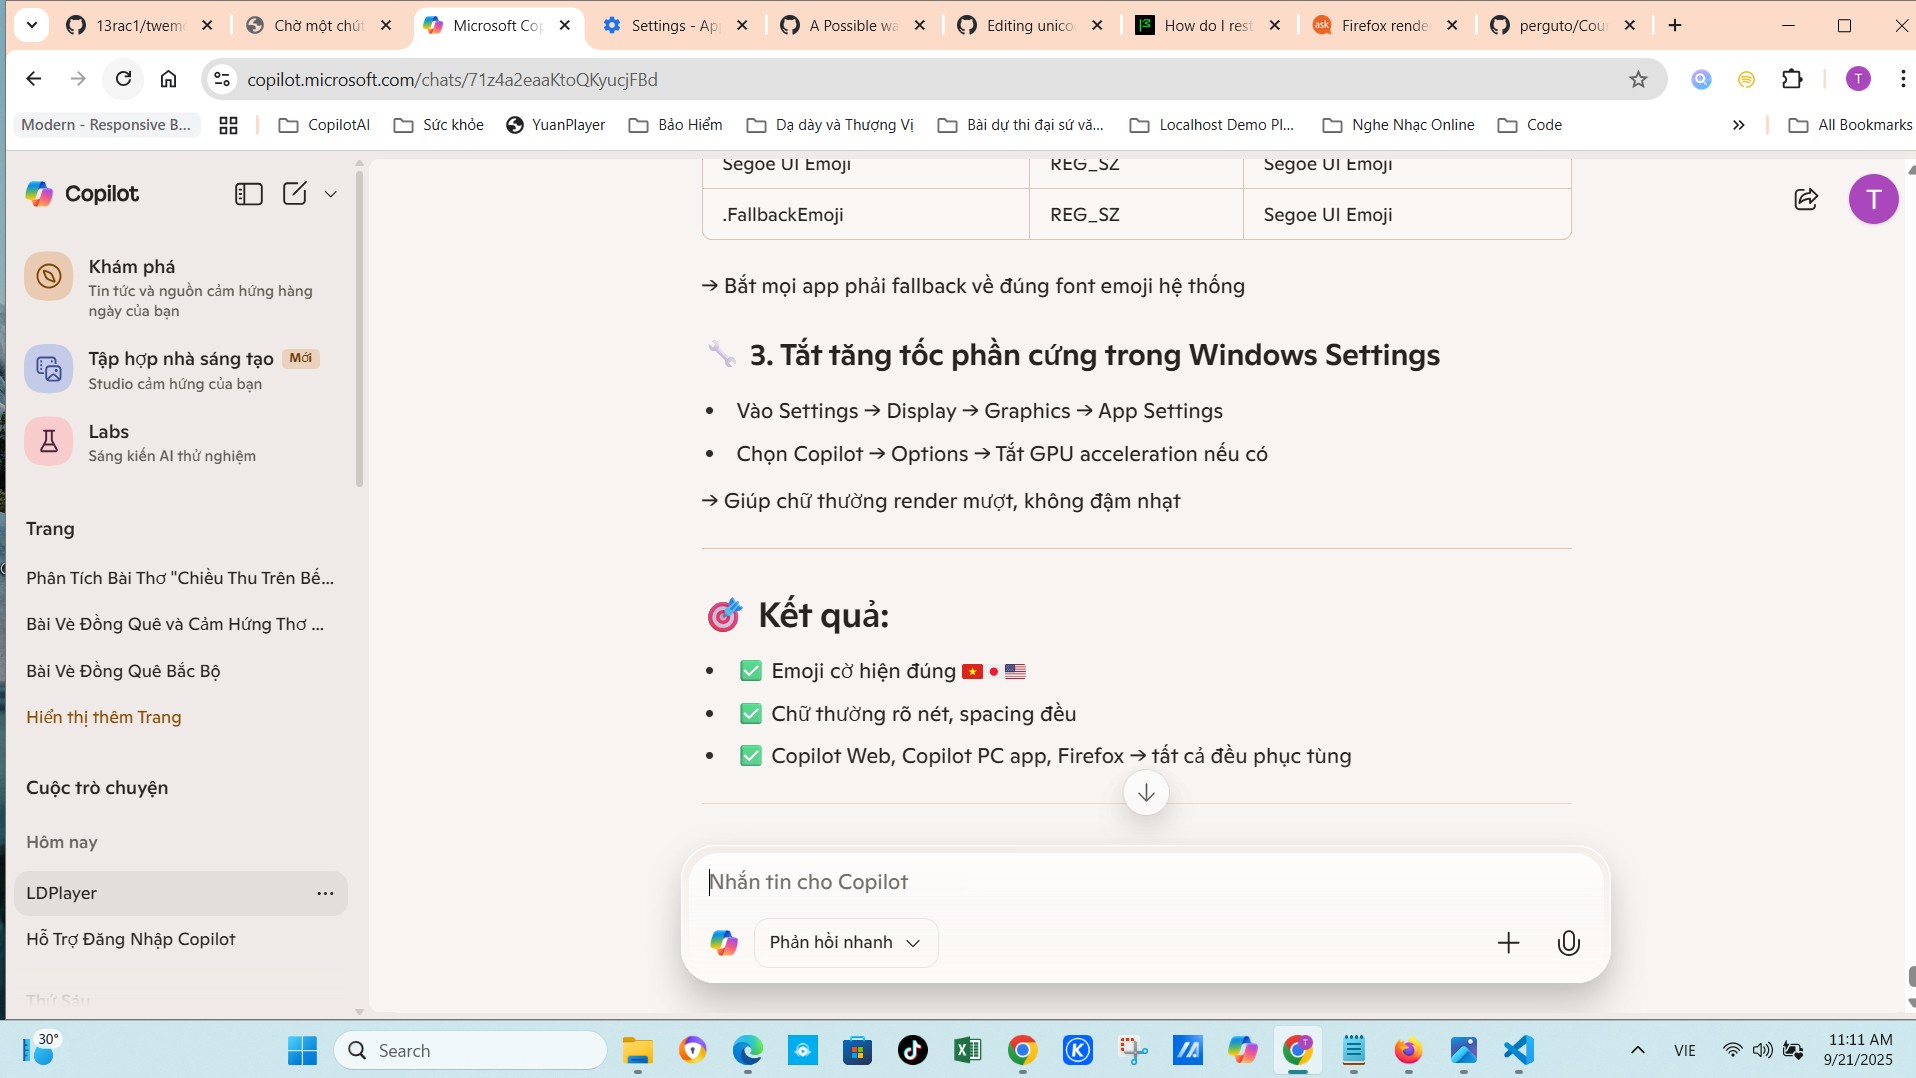 13rac1/twemo
Chờ một chút
Microsoft Cop
Settings - App
A Possible wa
Editing unico
How do I rest
ask
Firefox rende
perguto/Cour
copilot.microsoft.com/chats/71z4a2eaaKtoQKyucjFBd
T
Modern - Responsive B...
CopilotAI
Sức khỏe
YuanPlayer
Bảo Hiểm
Dạ dày và Thượng Vị
Bài dự thi đại sứ vă...
Localhost Demo Pl...
Nghe Nhạc Online
Code
All Bookmarks
Copilot
Khám phá
Tin tức và nguồn cảm hứng hàng
ngày của bạn
Tập hợp nhà sáng tạo Mới
Studio cảm hứng của bạn
Labs
Sáng kiến AI thử nghiệm
Trang
Phân Tích Bài Thơ "Chiều Thu Trên Bế...
Bài Vè Đồng Quê và Cảm Hứng Thơ ...
Bài Vè Đồng Quê Bắc Bộ
Hiển thị thêm Trang
Cuộc trò chuyện
Hôm nay
LDPlayer
Hỗ Trợ Đăng Nhập Copilot
Thứ Sáu
Segoe UI Emoji REG_SZ Segoe UI Emoji
.FallbackEmoji REG_SZ Segoe UI Emoji
T
→ Bắt mọi app phải fallback về đúng font emoji hệ thống
🔧 3. Tắt tăng tốc phần cứng trong Windows Settings
• Vào Settings → Display → Graphics → App Settings
• Chọn Copilot → Options → Tắt GPU acceleration nếu có
→ Giúp chữ thường render mượt, không đậm nhạt
🎯 Kết quả:
• ✅ Emoji cờ hiện đúng 🇻🇳 🇯🇵 🇺🇸
• ✅ Chữ thường rõ nét, spacing đều
• ✅ Copilot Web, Copilot PC app, Firefox → tất cả đều phục tùng
Nhắn tin cho Copilot
Phản hồi nhanh
30°
Search
VIE
11:11 AM
9/21/2025